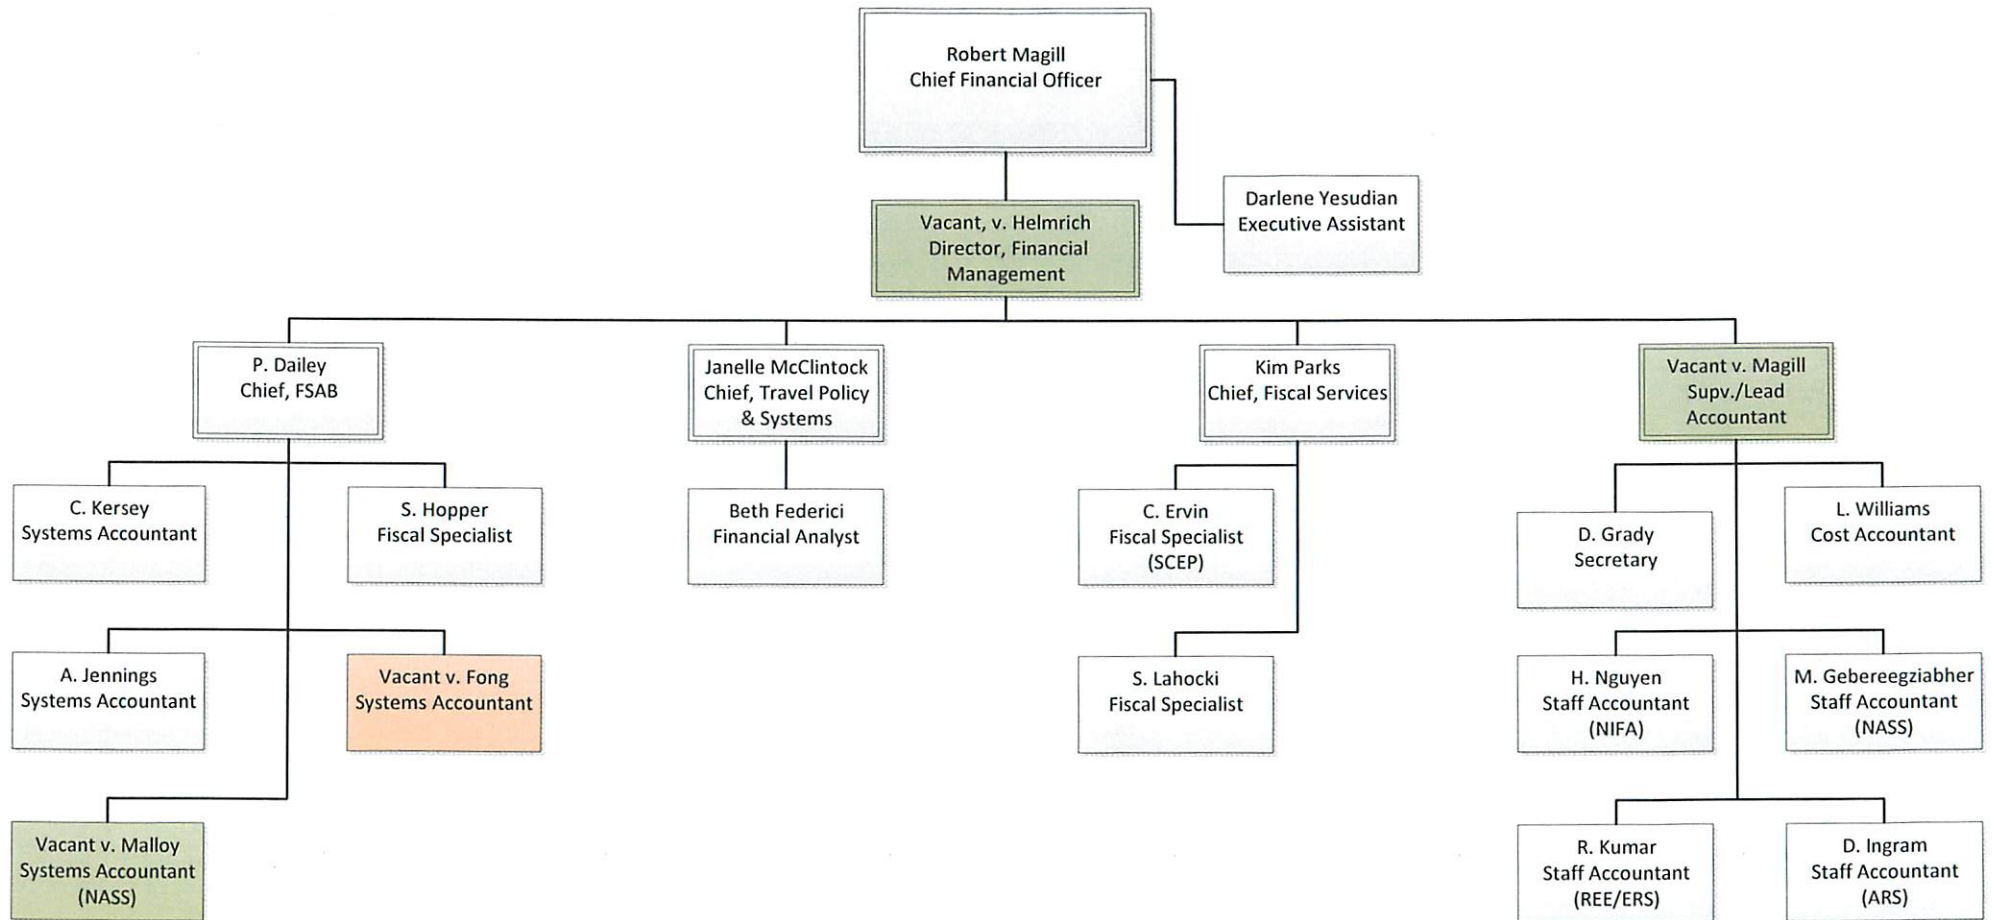 Robert Magill
Chief Financial Officer
Darlene Yesudian
Executive Assistant
Vacant, v. Helmrich
Director, Financial
Management
P. Dailey
Chief, FSAB
Janelle McClintock
Chief, Travel Policy
& Systems
Kim Parks
Chief, Fiscal Services
Vacant v. Magill
Supv./Lead
Accountant
C. Kersey
Systems Accountant
S. Hopper
Fiscal Specialist
A. Jennings
Systems Accountant
Vacant v. Fong
Systems Accountant
Vacant v. Malloy
Systems Accountant
(NASS)
Beth Federici
Financial Analyst
C. Ervin
Fiscal Specialist
(SCEP)
S. Lahocki
Fiscal Specialist
D. Grady
Secretary
L. Williams
Cost Accountant
H. Nguyen
Staff Accountant
(NIFA)
M. Gebereegziabher
Staff Accountant
(NASS)
R. Kumar
Staff Accountant
(REE/ERS)
D. Ingram
Staff Accountant
(ARS)